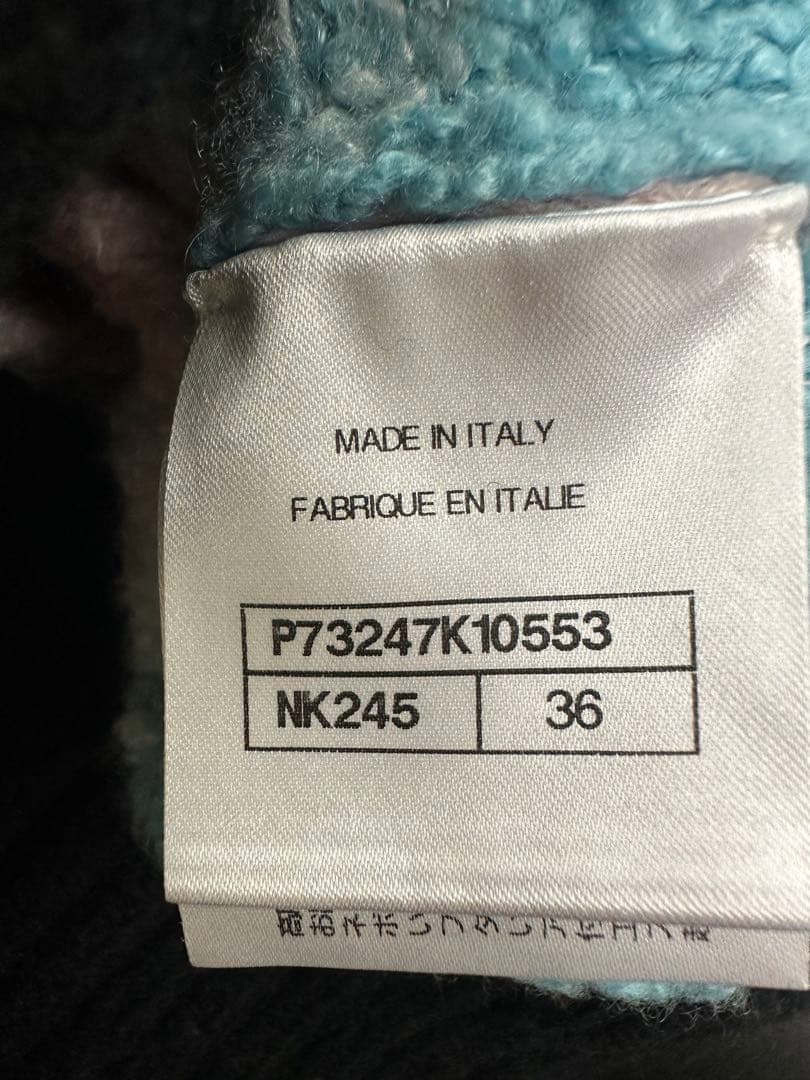 MADE IN ITALY
FABRIQUE EN ITALIE
P73247K10553
NK245 36